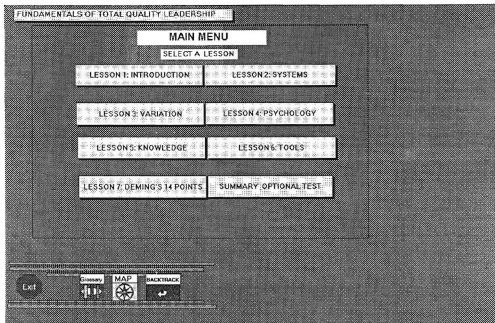 FUNDAMENTALS OF TOTAL QUALITY LEADERSHIP
MAIN MENU
SELECT A LESSON
LESSON 1: INTRODUCTION
LESSON 2: SYSTEMS
LESSON 3: VARIATION
LESSON 4: PSYCHOLOGY
LESSON 5: KNOWLEDGE
LESSON 6: TOOLS
LESSON 7: DEMING'S 14 POINTS
SUMMARY, OPTIONAL TEST
Exit
Glossary
MAP
BACKTRACK